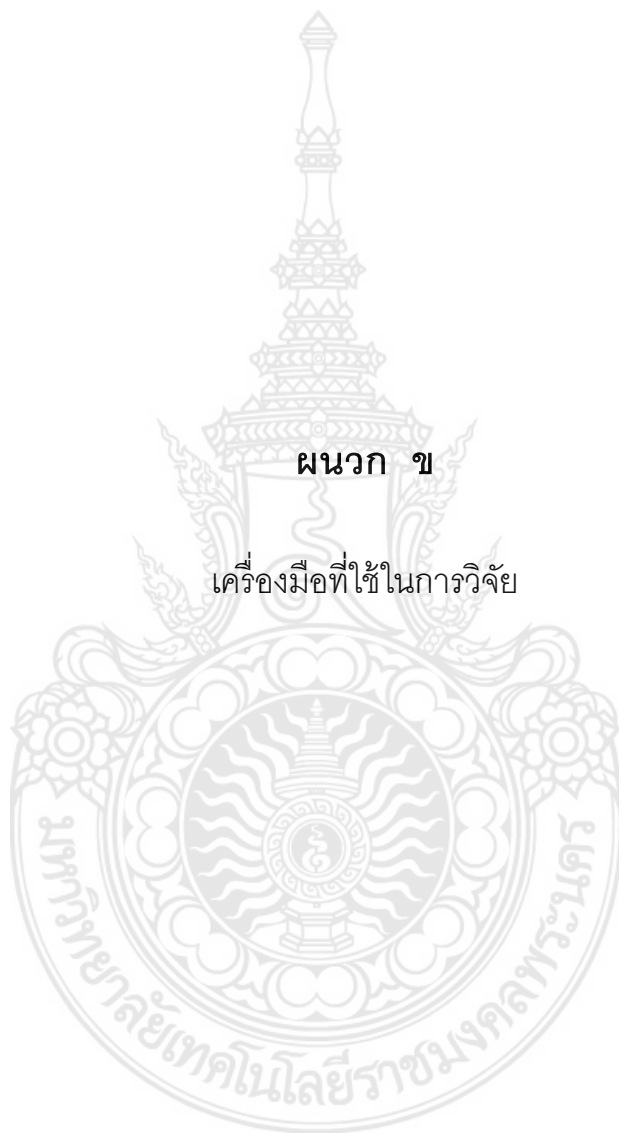 ผนวก ข
เครื่องมือที่ใช้ในการวิจัย
มหาวิทยาลัยเทคโนโลยีราชมงคลพระนคร